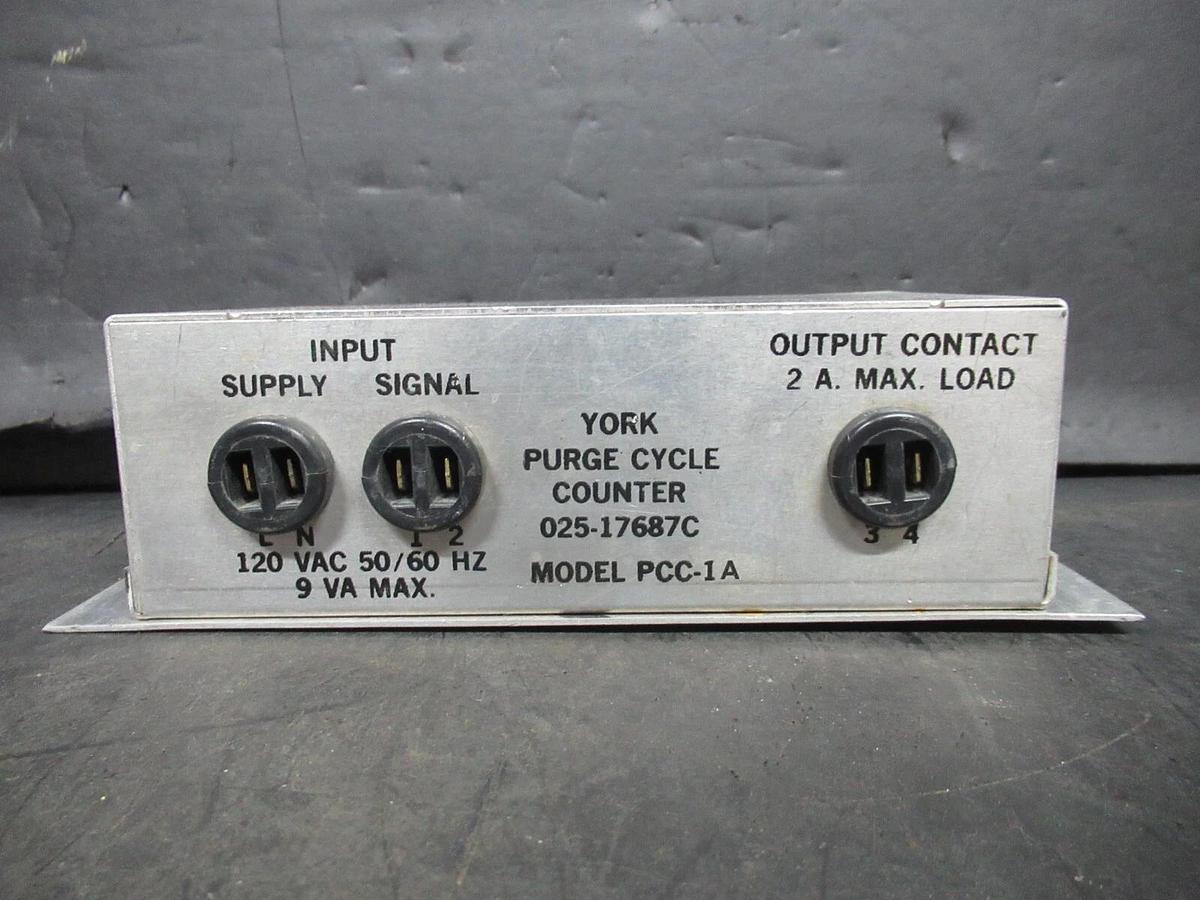 INPUT
SUPPLY SIGNAL
L N 1 2
120 VAC 50/60 HZ
9 VA MAX.
YORK
PURGE CYCLE
COUNTER
025-17687C
MODEL PCC-1A
OUTPUT CONTACT
2 A. MAX. LOAD
3 4